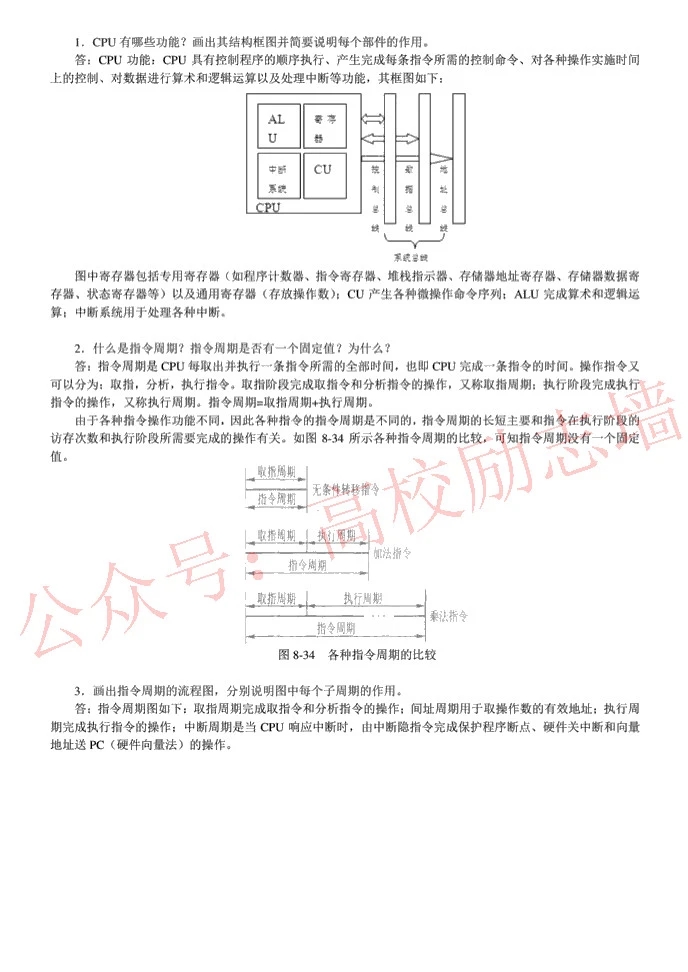 1．CPU 有哪些功能？画出其结构框图并简要说明每个部件的作用。
答：CPU 功能：CPU 具有控制程序的顺序执行、产生完成每条指令所需的控制命令、对各种操作实施时间
上的控制、对数据进行算术和逻辑运算以及处理中断等功能，其框图如下：
AL
U
寄存
器
中断
系统
CU
CPU
控制总线
数据总线
地址总线
系统总线
图中寄存器包括专用寄存器（如程序计数器、指令寄存器、堆栈指示器、存储器地址寄存器、存储器数据寄
存器、状态寄存器等）以及通用寄存器（存放操作数）；CU 产生各种微操作命令序列；ALU 完成算术和逻辑运
算；中断系统用于处理各种中断。
2．什么是指令周期？指令周期是否有一个固定值？为什么？
答：指令周期是 CPU 每取出并执行一条指令所需的全部时间，也即 CPU 完成一条指令的时间。操作指令又
可以分为：取指，分析，执行指令。取指阶段完成取指令和分析指令的操作，又称取指周期；执行阶段完成执行
指令的操作，又称执行周期。指令周期=取指周期+执行周期。
由于各种指令操作功能不同，因此各种指令的指令周期是不同的，指令周期的长短主要和指令在执行阶段的
访存次数和执行阶段所需要完成的操作有关。如图 8-34 所示各种指令周期的比较，可知指令周期没有一个固定
值。
取指周期
指令周期
无条件转移指令
取指周期 执行周期
指令周期
加法指令
取指周期 执行周期
...
指令周期
乘法指令
图 8-34 各种指令周期的比较
3．画出指令周期的流程图，分别说明图中每个子周期的作用。
答：指令周期图如下：取指周期完成取指令和分析指令的操作；间址周期用于取操作数的有效地址；执行周
期完成执行指令的操作；中断周期是当 CPU 响应中断时，由中断隐指令完成保护程序断点、硬件关中断和向量
地址送 PC（硬件向量法）的操作。
公众号：高校励志墙